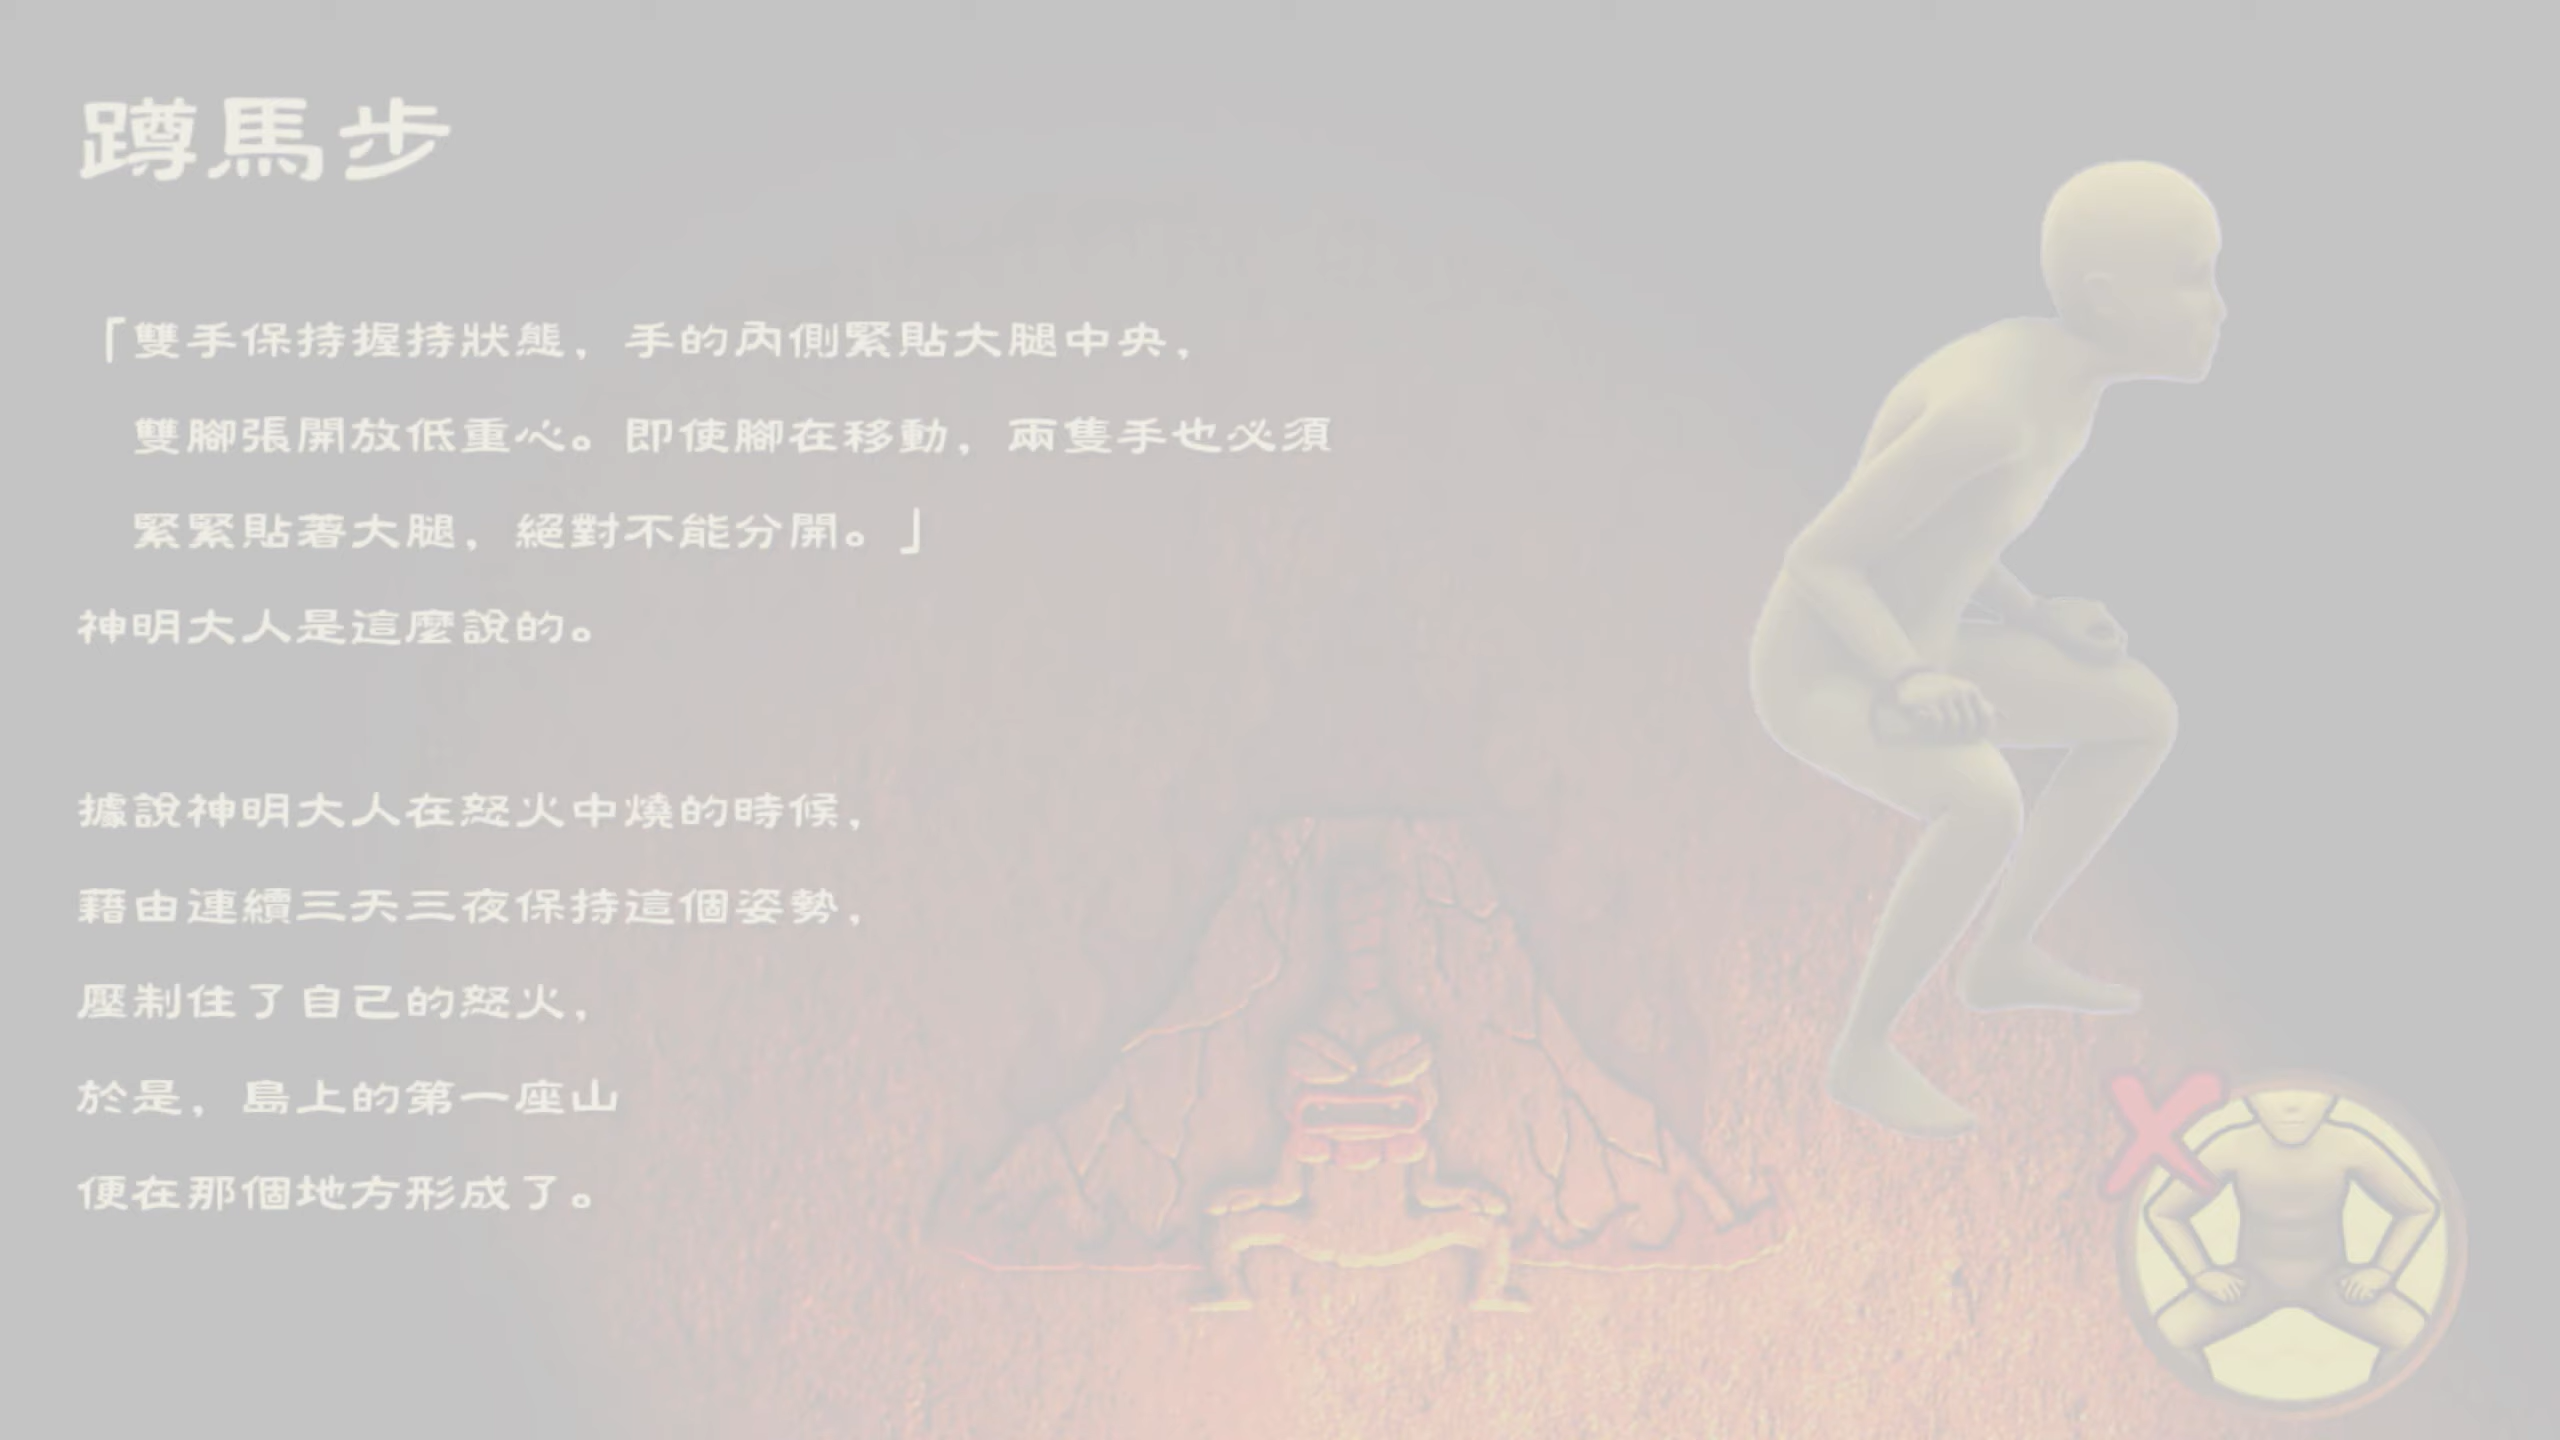 蹲馬步
「雙手保持握持狀態，手的內側緊貼大腿中央，
雙腳張開放低重心。即使腳在移動，兩隻手也必須
緊緊貼著大腿，絕對不能分開。」
神明大人是這麼說的。
據說神明大人在怒火中燒的時候，
藉由連續三天三夜保持這個姿勢，
壓制住了自己的怒火，
於是，島上的第一座山
便在那個地方形成了。